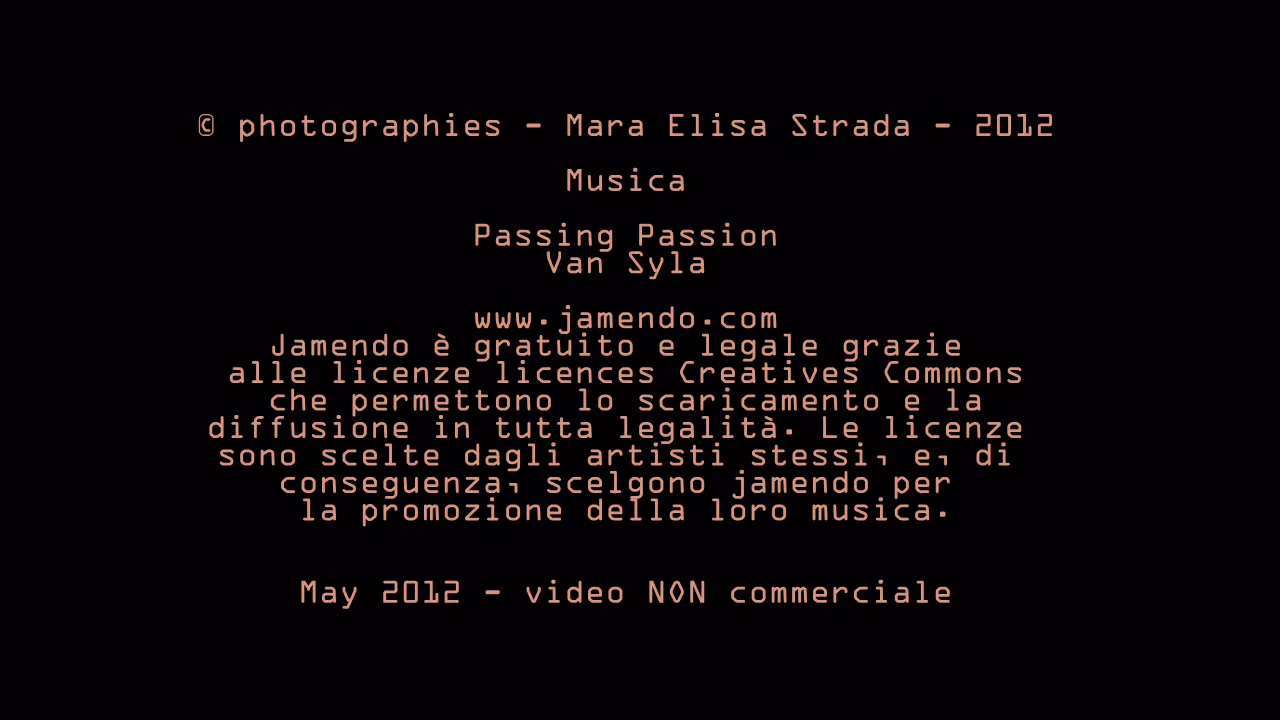 © photographies - Mara Elisa Strada - 2012
Musica
Passing Passion
Van Syla
www.jamendo.com
Jamendo è gratuito e legale grazie
alle licenze licences Creatives Commons
che permettono lo scaricamento e la
diffusione in tutta legalità. Le licenze
sono scelte dagli artisti stessi, e, di
conseguenza, scelgono jamendo per
la promozione della loro musica.
May 2012 - video NON commerciale